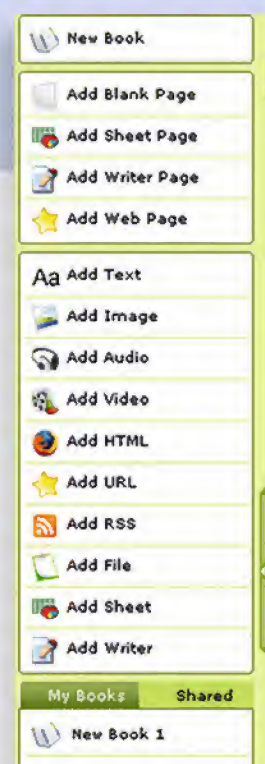 New Book
Add Blank Page
Add Sheet Page
Add Writer Page
Add Web Page
Aa Add Text
Add Image
Add Audio
Add Video
Add HTML
Add URL
Add RSS
Add File
Add Sheet
Add Writer
My Books Shared
New Book 1